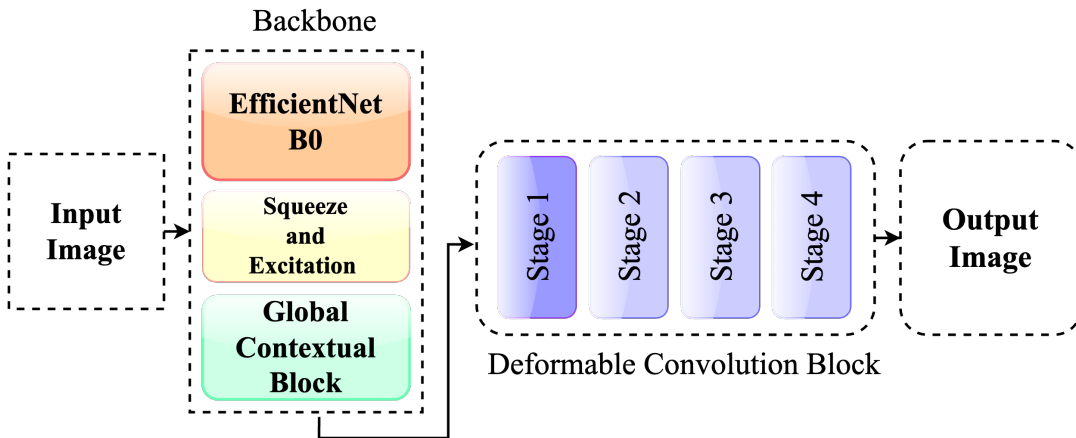 Backbone
EfficientNet
B0
Input
Image
Squeeze
and
Excitation
Global
Contextual
Block
Stage 1
Stage 2
Stage 3
Stage 4
Deformable Convolution Block
Output
Image